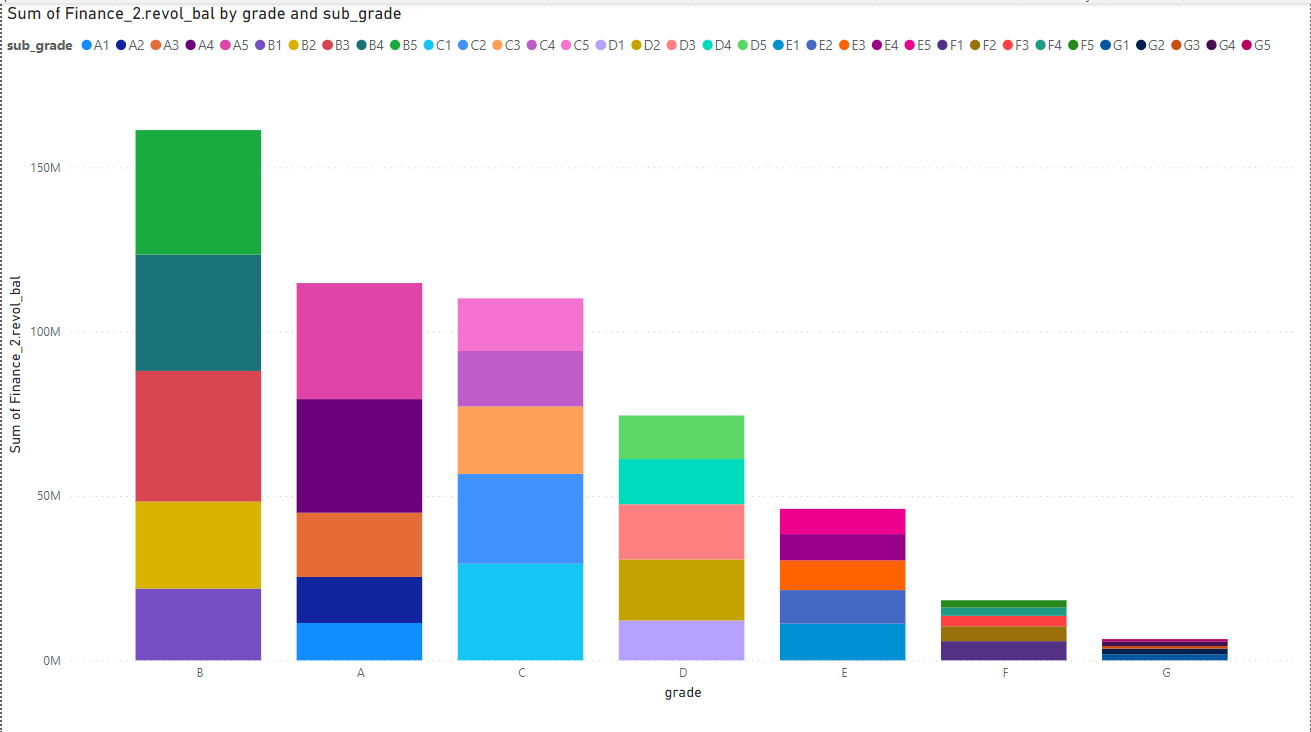 Sum of Finance_2.revol_bal by grade and sub_grade
sub_grade A1 A2 A3 A4 A5 B1 B2 B3 B4 B5 C1 C2 C3 C4 C5 D1 D2 D3 D4 D5 E1 E2 E3 E4 E5 F1 F2 F3 F4 F5 G1 G2 G3 G4 G5
150M
100M
50M
0M
Sum of Finance_2.revol_bal
B A C D E F G
grade